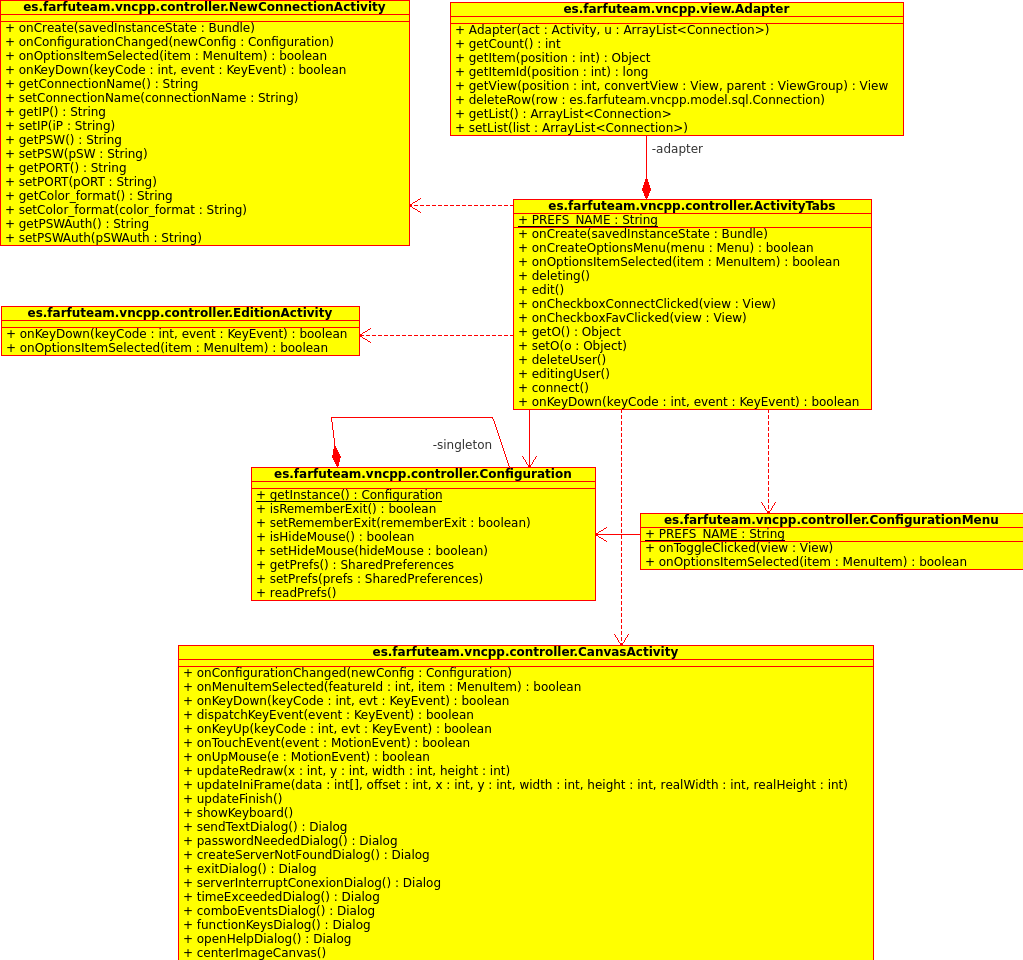 es.farfuteam.vncpp.controller.NewConnectionActivity
+ onCreate(savedInstanceState : Bundle)
+ onConfigurationChanged(newConfig : Configuration)
+ onOptionsItemSelected(item : MenuItem) : boolean
+ onKeyDown(keyCode : int, event : KeyEvent) : boolean
+ getConnectionName() : String
+ setConnectionName(connectionName : String)
+ getIP() : String
+ setIP(iP : String)
+ getPSW() : String
+ setPSW(pSW : String)
+ getPORT() : String
+ setPORT(pORT : String)
+ getColor_format() : String
+ setColor_format(color_format : String)
+ getPSWAuth() : String
+ setPSWAuth(pSWAuth : String)
es.farfuteam.vncpp.view.Adapter
+ Adapter(act : Activity, u : ArrayList<Connection>)
+ getCount() : int
+ getItem(position : int) : Object
+ getItemId(position : int) : long
+ getView(position : int, convertView : View, parent : ViewGroup) : View
+ deleteRow(row : es.farfuteam.vncpp.model.sql.Connection)
+ getList() : ArrayList<Connection>
+ setList(list : ArrayList<Connection>)
-adapter
es.farfuteam.vncpp.controller.ActivityTabs
+ PREFS_NAME : String
+ onCreate(savedInstanceState : Bundle)
+ onCreateOptionsMenu(menu : Menu) : boolean
+ onOptionsItemSelected(item : MenuItem) : boolean
+ deleting()
+ edit()
+ onCheckboxConnectClicked(view : View)
+ onCheckboxFavClicked(view : View)
+ getO() : Object
+ setO(o : Object)
+ deleteUser()
+ editingUser()
+ connect()
+ onKeyDown(keyCode : int, event : KeyEvent) : boolean
es.farfuteam.vncpp.controller.EditionActivity
+ onKeyDown(keyCode : int, event : KeyEvent) : boolean
+ onOptionsItemSelected(item : MenuItem) : boolean
-singleton
es.farfuteam.vncpp.controller.Configuration
+ getInstance() : Configuration
+ isRememberExit() : boolean
+ setRememberExit(rememberExit : boolean)
+ isHideMouse() : boolean
+ setHideMouse(hideMouse : boolean)
+ getPrefs() : SharedPreferences
+ setPrefs(prefs : SharedPreferences)
+ readPrefs()
es.farfuteam.vncpp.controller.ConfigurationMenu
+ PREFS_NAME : String
+ onToggleClicked(view : View)
+ onOptionsItemSelected(item : MenuItem) : boolean
es.farfuteam.vncpp.controller.CanvasActivity
+ onConfigurationChanged(newConfig : Configuration)
+ onMenuItemSelected(featureId : int, item : MenuItem) : boolean
+ onKeyDown(keyCode : int, evt : KeyEvent) : boolean
+ dispatchKeyEvent(event : KeyEvent) : boolean
+ onKeyUp(keyCode : int, evt : KeyEvent) : boolean
+ onTouchEvent(event : MotionEvent) : boolean
+ onUpMouse(e : MotionEvent) : boolean
+ updateRedraw(x : int, y : int, width : int, height : int)
+ updateIniFrame(data : int[], offset : int, x : int, y : int, width : int, height : int, realWidth : int, realHeight : int)
+ updateFinish()
+ showKeyboard()
+ sendTextDialog() : Dialog
+ passwordNeededDialog() : Dialog
+ createServerNotFoundDialog() : Dialog
+ exitDialog() : Dialog
+ serverInterruptConexionDialog() : Dialog
+ timeExceededDialog() : Dialog
+ comboEventsDialog() : Dialog
+ functionKeysDialog() : Dialog
+ openHelpDialog() : Dialog
+ centerImageCanvas()